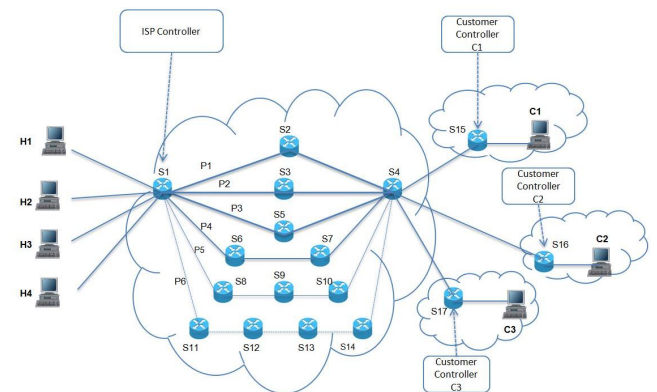 ISP Controller
Customer
Controller
C1
S15
C1
H1
H2
H3
H4
S1
P1
P2
P3
P4
P5
P6
S2
S3
S5
S4
S6
S7
S8
S9
S10
S11
S12
S13
S14
Customer
Controller
C2
S16
C2
S17
C3
Customer
Controller
C3